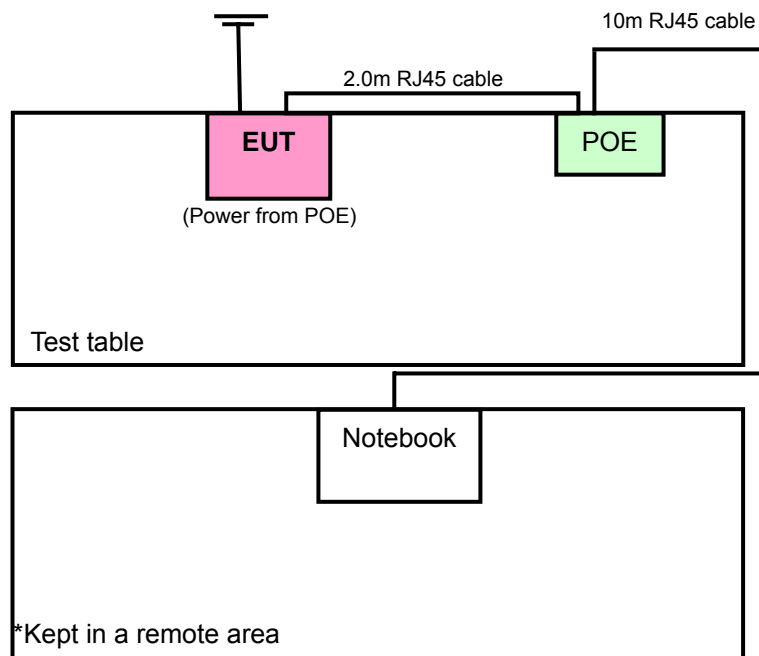 10m RJ45 cable
2.0m RJ45 cable
EUT
POE
(Power from POE)
Test table
Notebook
*Kept in a remote area